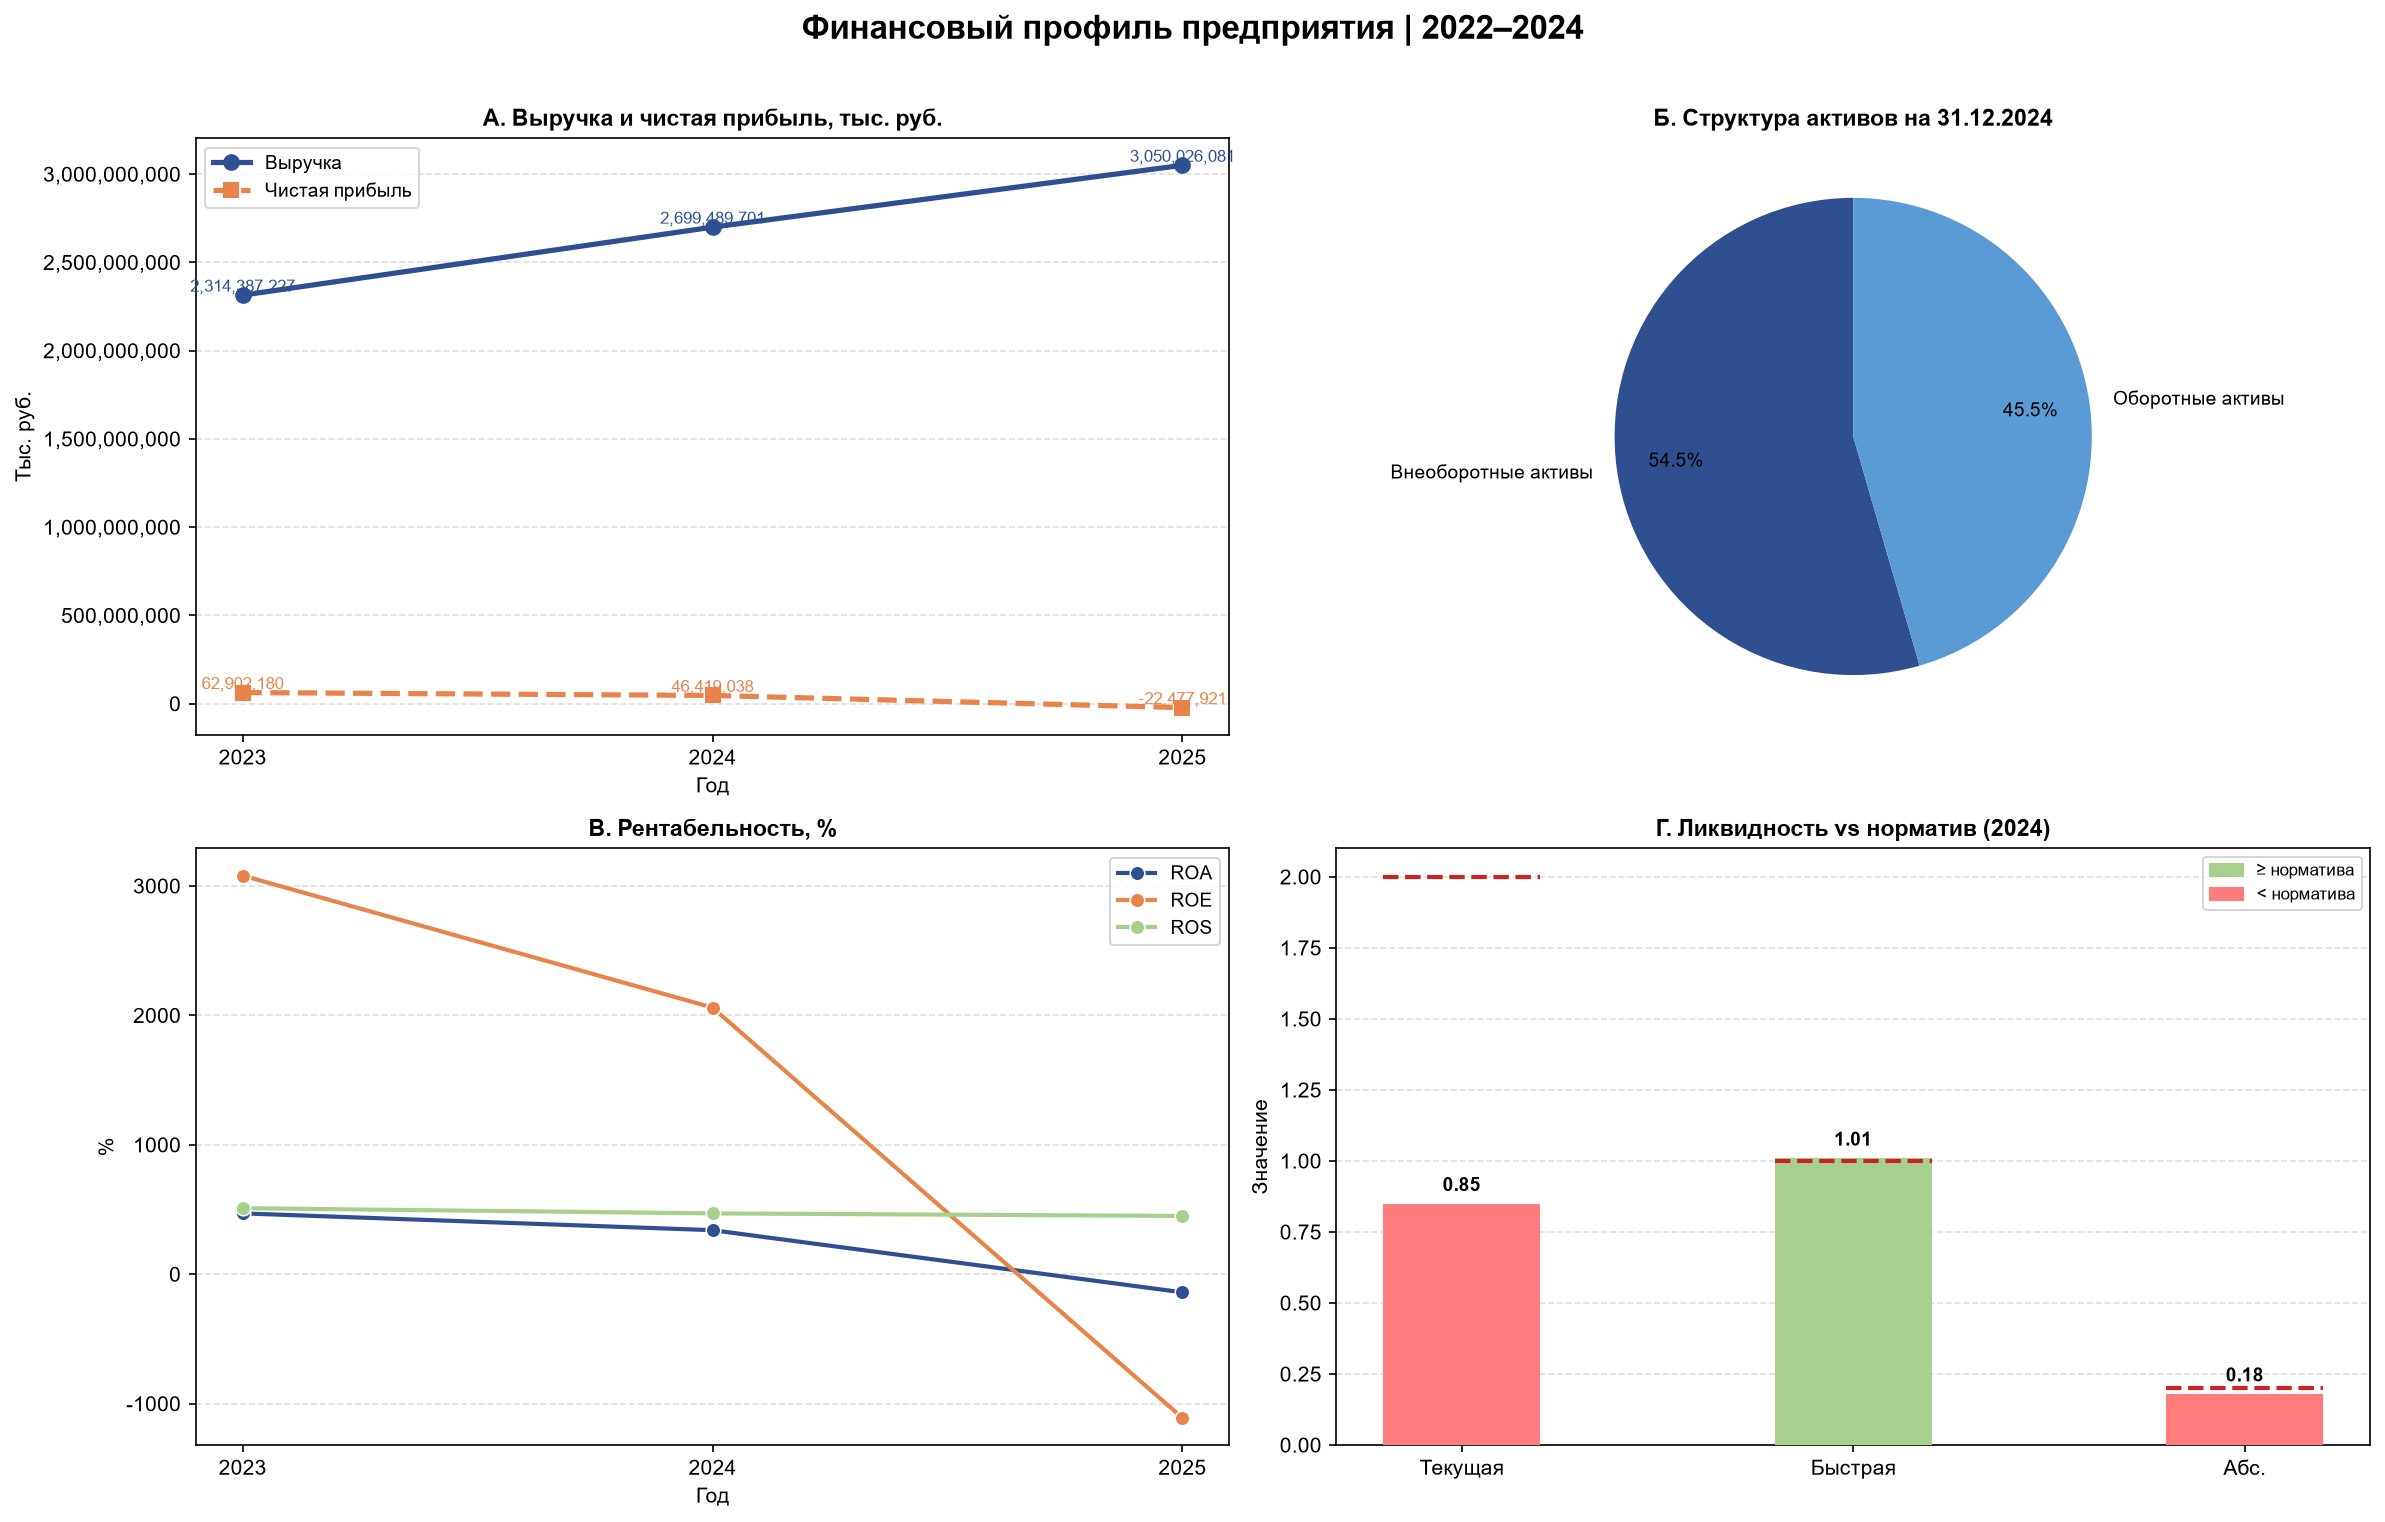 Финансовый профиль предприятия | 2022–2024
А. Выручка и чистая прибыль, тыс. руб.
Выручка
Чистая прибыль
Тыс. руб.
3,000,000,000
2,500,000,000
2,000,000,000
1,500,000,000
1,000,000,000
500,000,000
0
2,314,387,227
2,699,489,701
3,050,026,081
62,902,180
46,419,038
-22,477,921
2023
2024
2025
Год
Б. Структура активов на 31.12.2024
Внеоборотные активы
54.5%
45.5%
Оборотные активы
В. Рентабельность, %
ROA
ROE
ROS
%
3000
2000
1000
0
-1000
2023
2024
2025
Год
Г. Ликвидность vs норматив (2024)
≥ норматива
< норматива
Значение
2.00
1.75
1.50
1.25
1.00
0.75
0.50
0.25
0.00
0.85
1.01
0.18
Текущая
Быстрая
Абс.